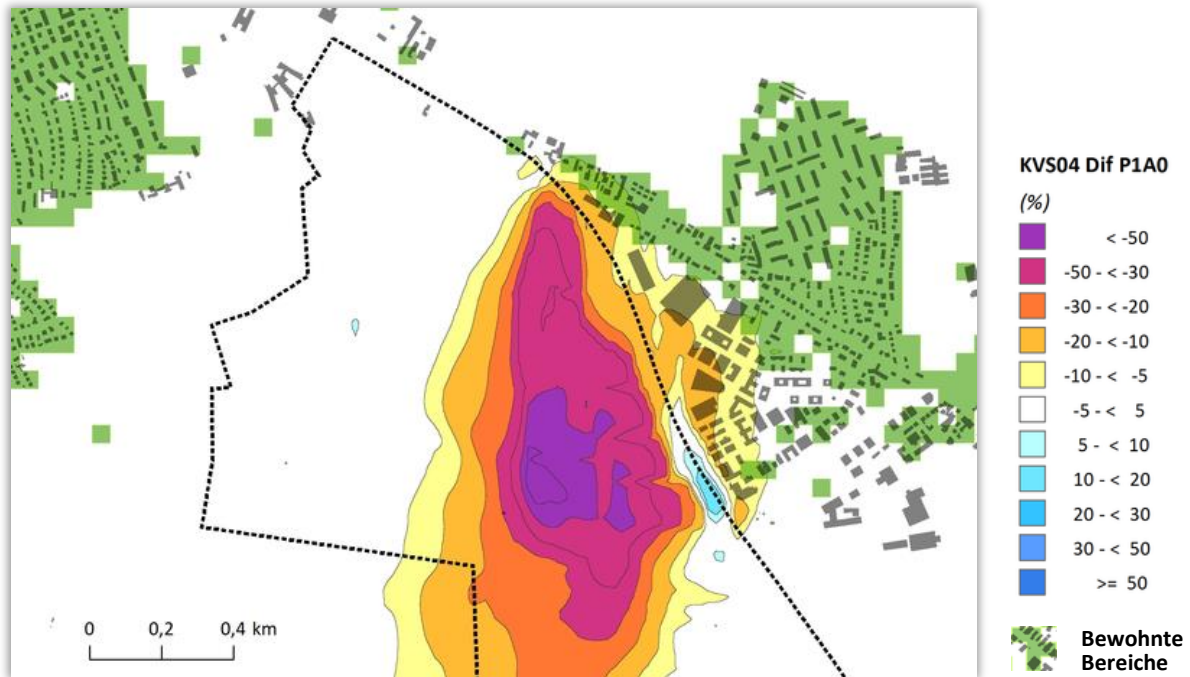 KVS04 Dif P1A0
(%)
< -50
-50 - < -30
-30 - < -20
-20 - < -10
-10 - < -5
-5 - < 5
5 - < 10
10 - < 20
20 - < 30
30 - < 50
>= 50
Bewohnte
Bereiche
0 0,2 0,4 km